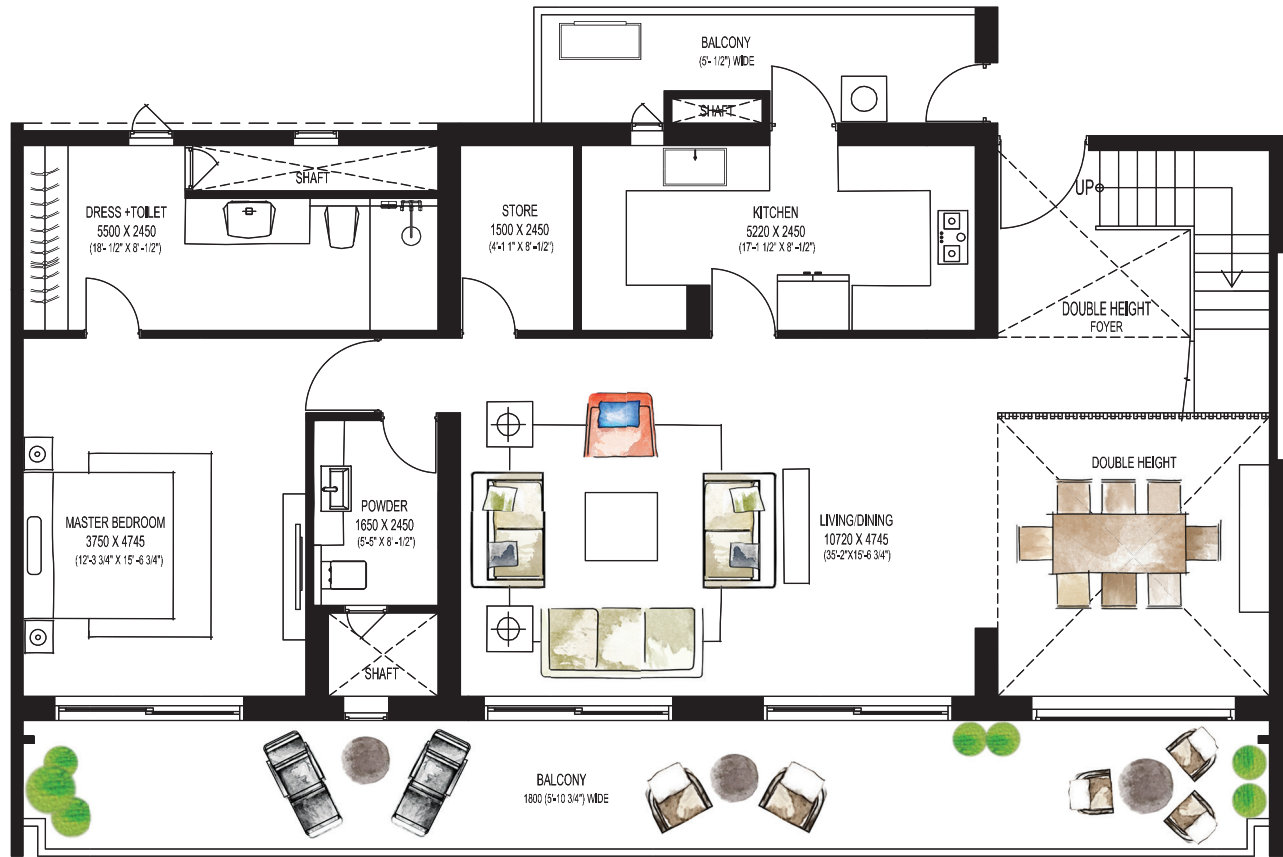 BALCONY
(5'- 1/2") WIDE
SHAFT
SHAFT
DRESS +TOILET
5500 X 2450
(18'- 1/2" X 8' -1/2")
STORE
1500 X 2450
(4'-1 1" X 8'-1/2")
KITCHEN
5220 X 2450
(17'-1 1/2" X 8' -1/2")
UP
DOUBLE HEIGHT
FOYER
DOUBLE HEIGHT
MASTER BEDROOM
3750 X 4745
(12'-3 3/4" X 15' -6 3/4")
POWDER
1650 X 2450
(5'-5" X 8' -1/2")
LIVING/DINING
10720 X 4745
(35'-2"X15'-6 3/4")
SHAFT
BALCONY
1800 (5'-10 3/4") WIDE